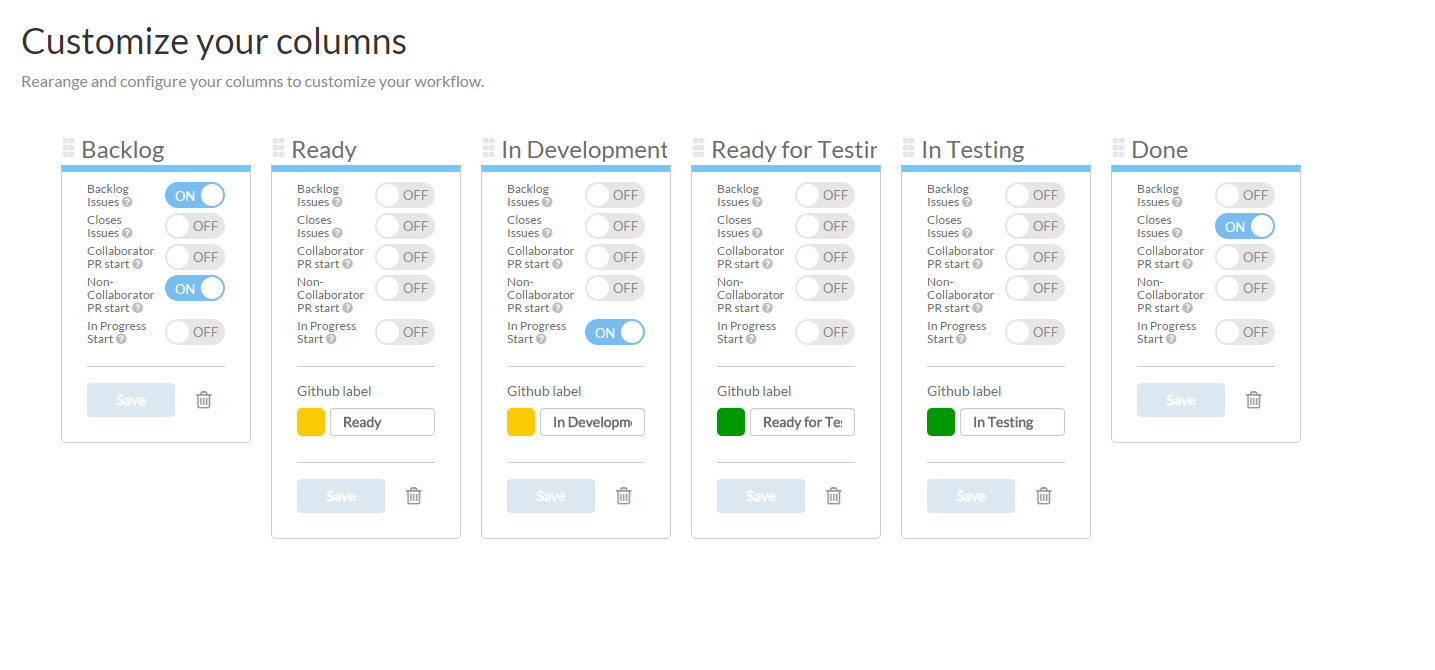 Customize your columns
Rearange and configure your columns to customize your workflow.
Backlog
Backlog
Issues ?
ON
Closes
Issues ?
OFF
Collaborator
PR start ?
OFF
Non-
Collaborator
PR start ?
ON
In Progress
Start ?
OFF
Save
Ready
Backlog
Issues ?
OFF
Closes
Issues ?
OFF
Collaborator
PR start ?
OFF
Non-
Collaborator
PR start ?
OFF
In Progress
Start ?
OFF
Github label
Ready
Save
In Development
Backlog
Issues ?
OFF
Closes
Issues ?
OFF
Collaborator
PR start ?
OFF
Non-
Collaborator
PR start ?
OFF
In Progress
Start ?
ON
Github label
In Developm
Save
Ready for Testin
Backlog
Issues ?
OFF
Closes
Issues ?
OFF
Collaborator
PR start ?
OFF
Non-
Collaborator
PR start ?
OFF
In Progress
Start ?
OFF
Github label
Ready for Tes
Save
In Testing
Backlog
Issues ?
OFF
Closes
Issues ?
OFF
Collaborator
PR start ?
OFF
Non-
Collaborator
PR start ?
OFF
In Progress
Start ?
OFF
Github label
In Testing
Save
Done
Backlog
Issues ?
OFF
Closes
Issues ?
ON
Collaborator
PR start ?
OFF
Non-
Collaborator
PR start ?
OFF
In Progress
Start ?
OFF
Save